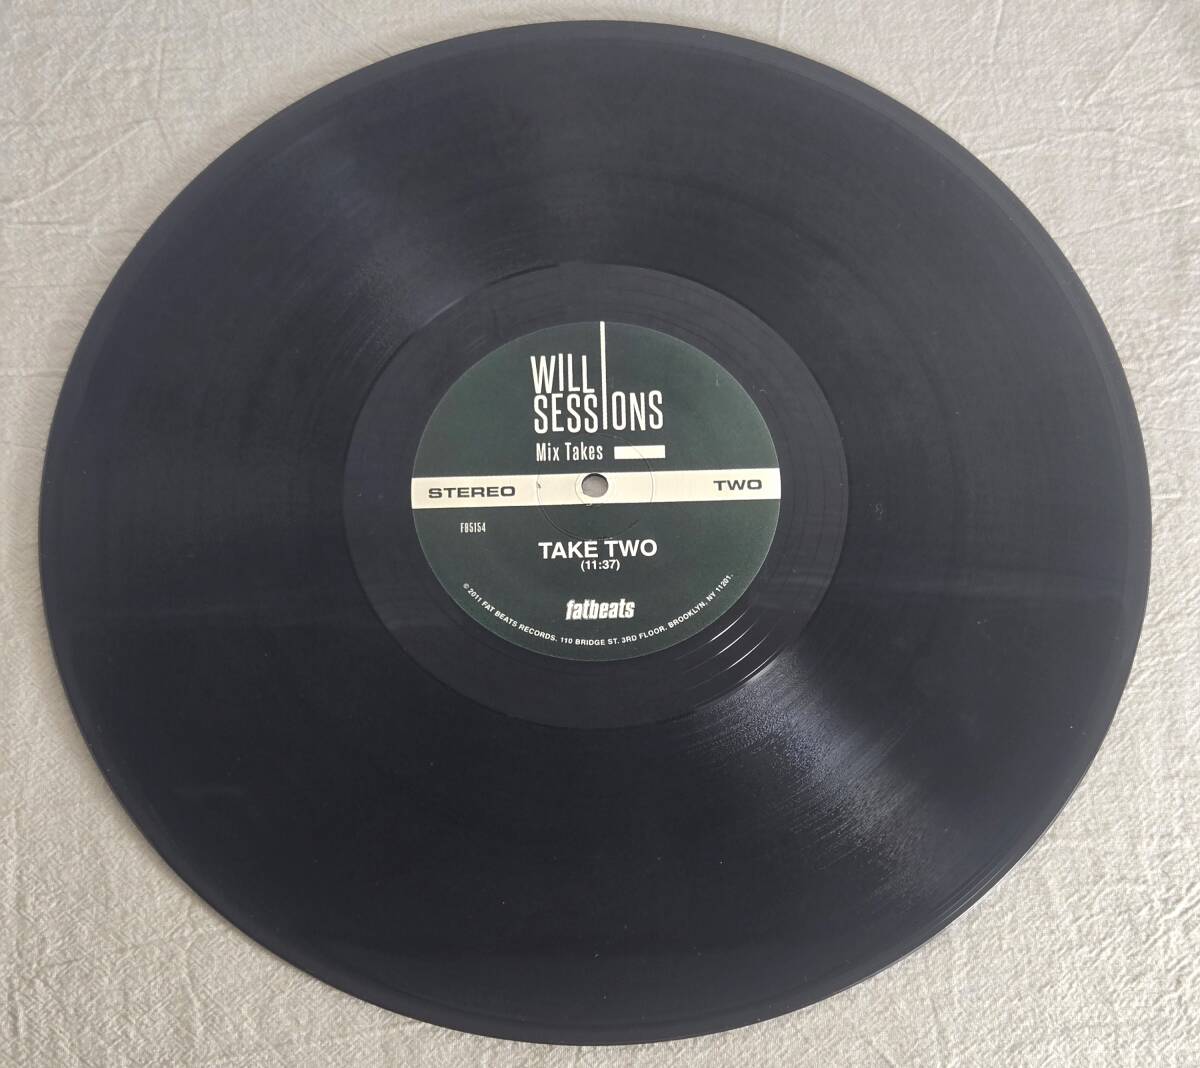 WILL
SESSIONS
Mix Takes
STEREO
TWO
FB5154
TAKE TWO
(11:37)
fatbeats
© 2011 FAT BEATS RECORDS. 110 BRIDGE ST. 3RD FLOOR. BROOKLYN, NY 11201.